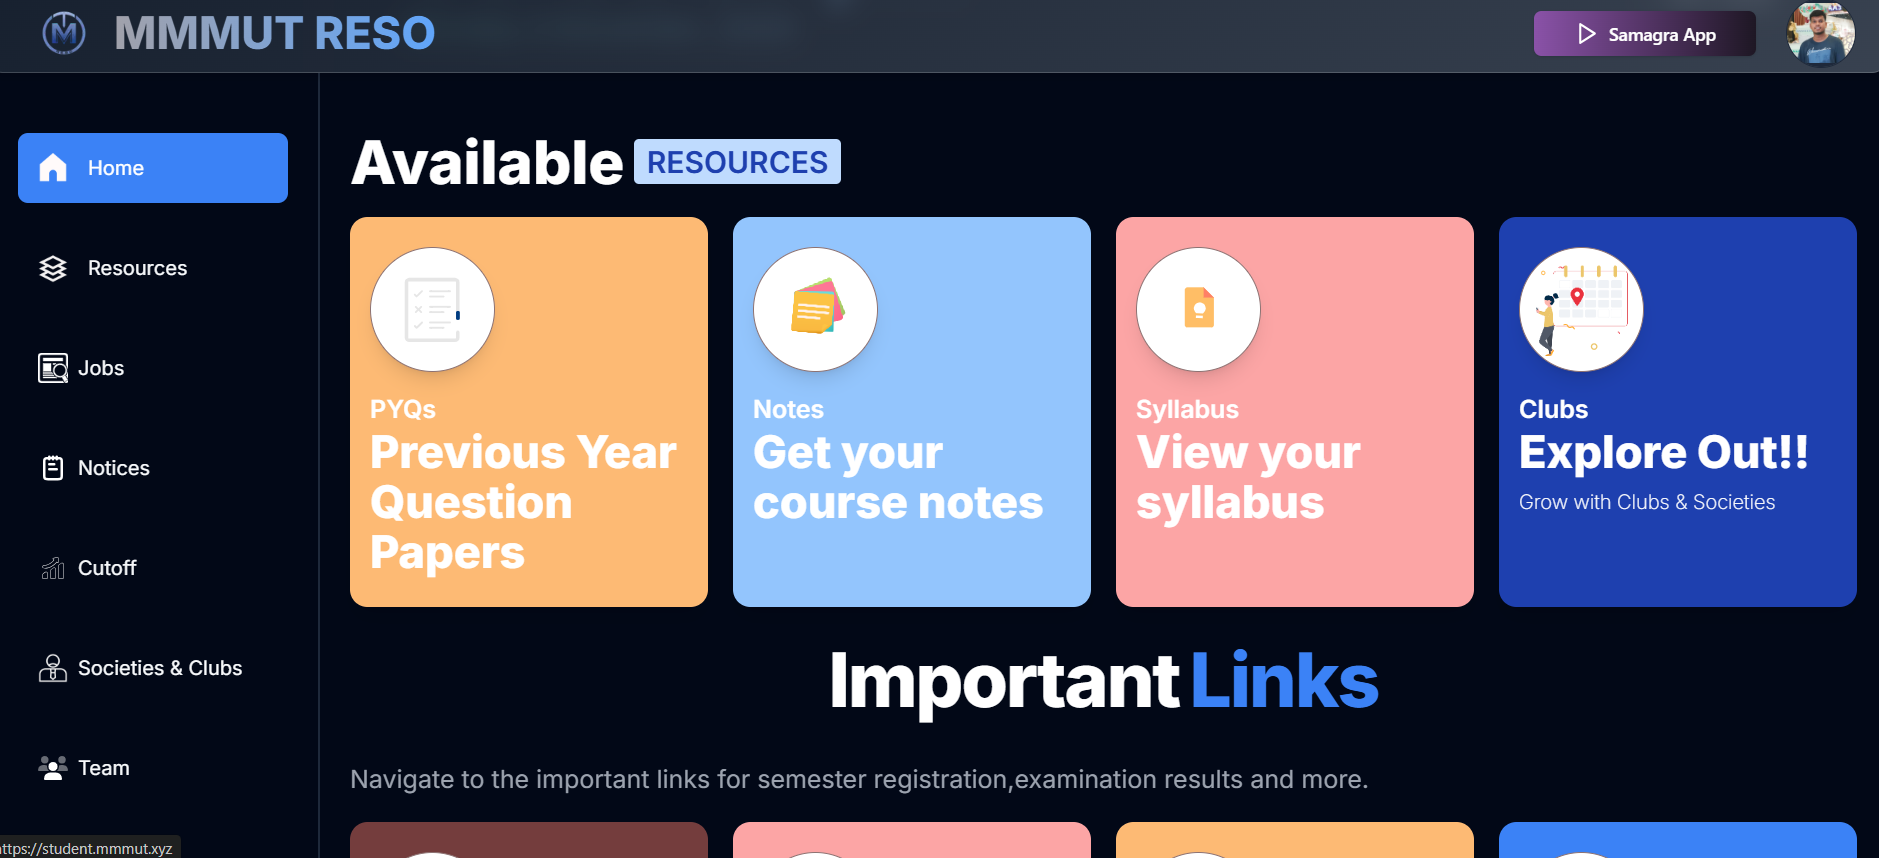 MMMUT RESO
Samagra App
Home
Resources
Jobs
Notices
Cutoff
Societies & Clubs
Team
Available RESOURCES
PYQs
Previous Year
Question
Papers
Notes
Get your
course notes
Syllabus
View your
syllabus
Clubs
Explore Out!!
Grow with Clubs & Societies
Important Links
Navigate to the important links for semester registration,examination results and more.
ttps://student.mmmut.xyz